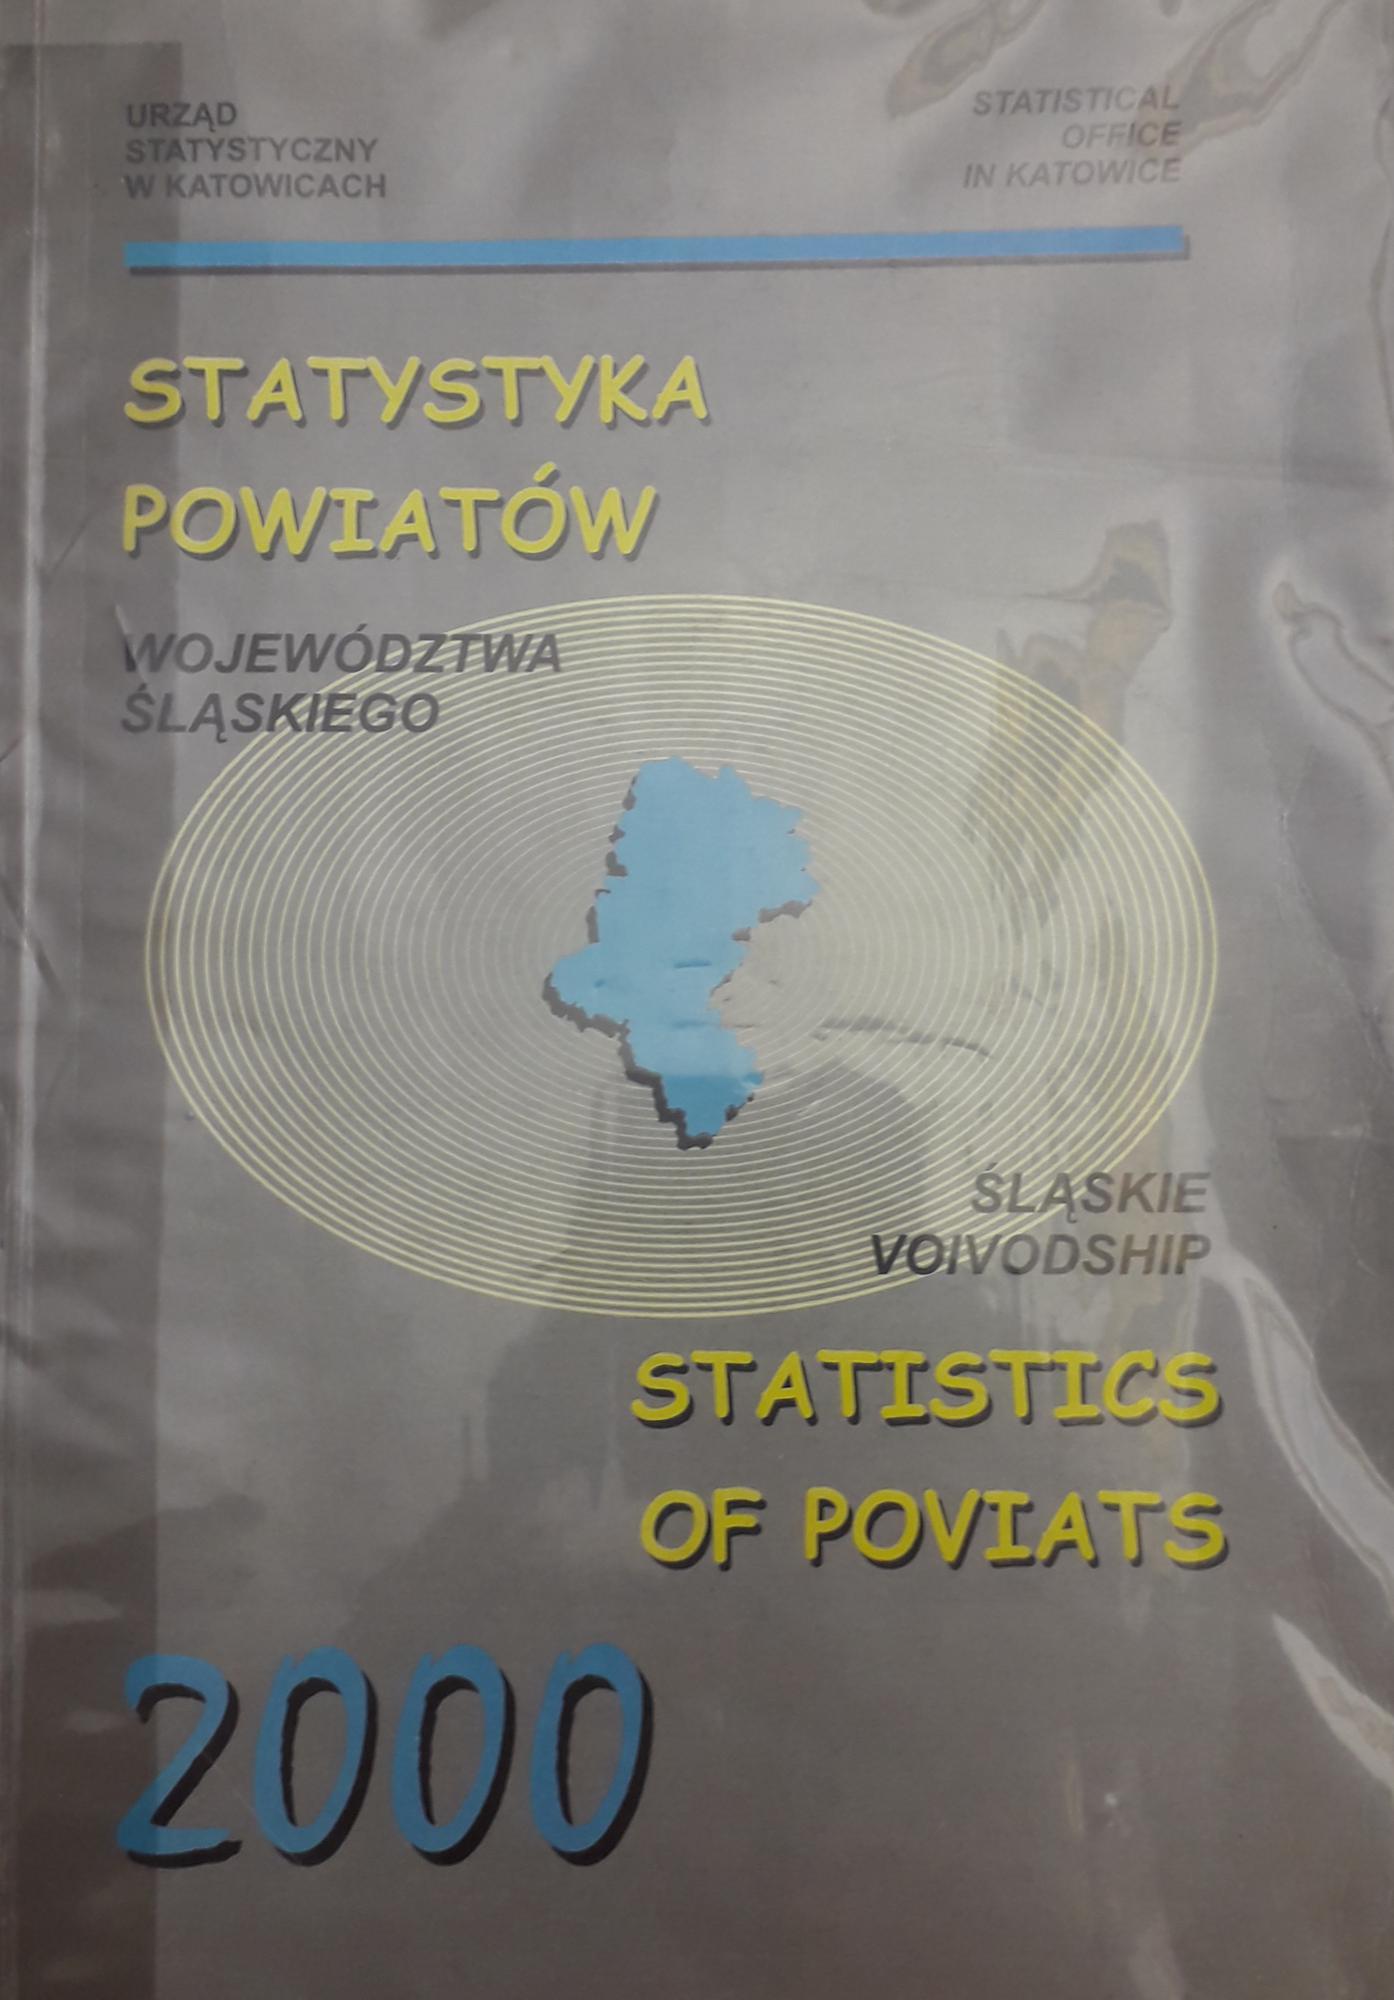 URZĄD
STATYSTYCZNY
W KATOWICACH
STATISTICAL
OFFICE
IN KATOWICE
STATYSTYKA
POWIATÓW
WOJEWÓDZTWA
ŚLĄSKIEGO
ŚLĄSKIE
VOIVODSHIP
STATISTICS
OF POVIATS
2000